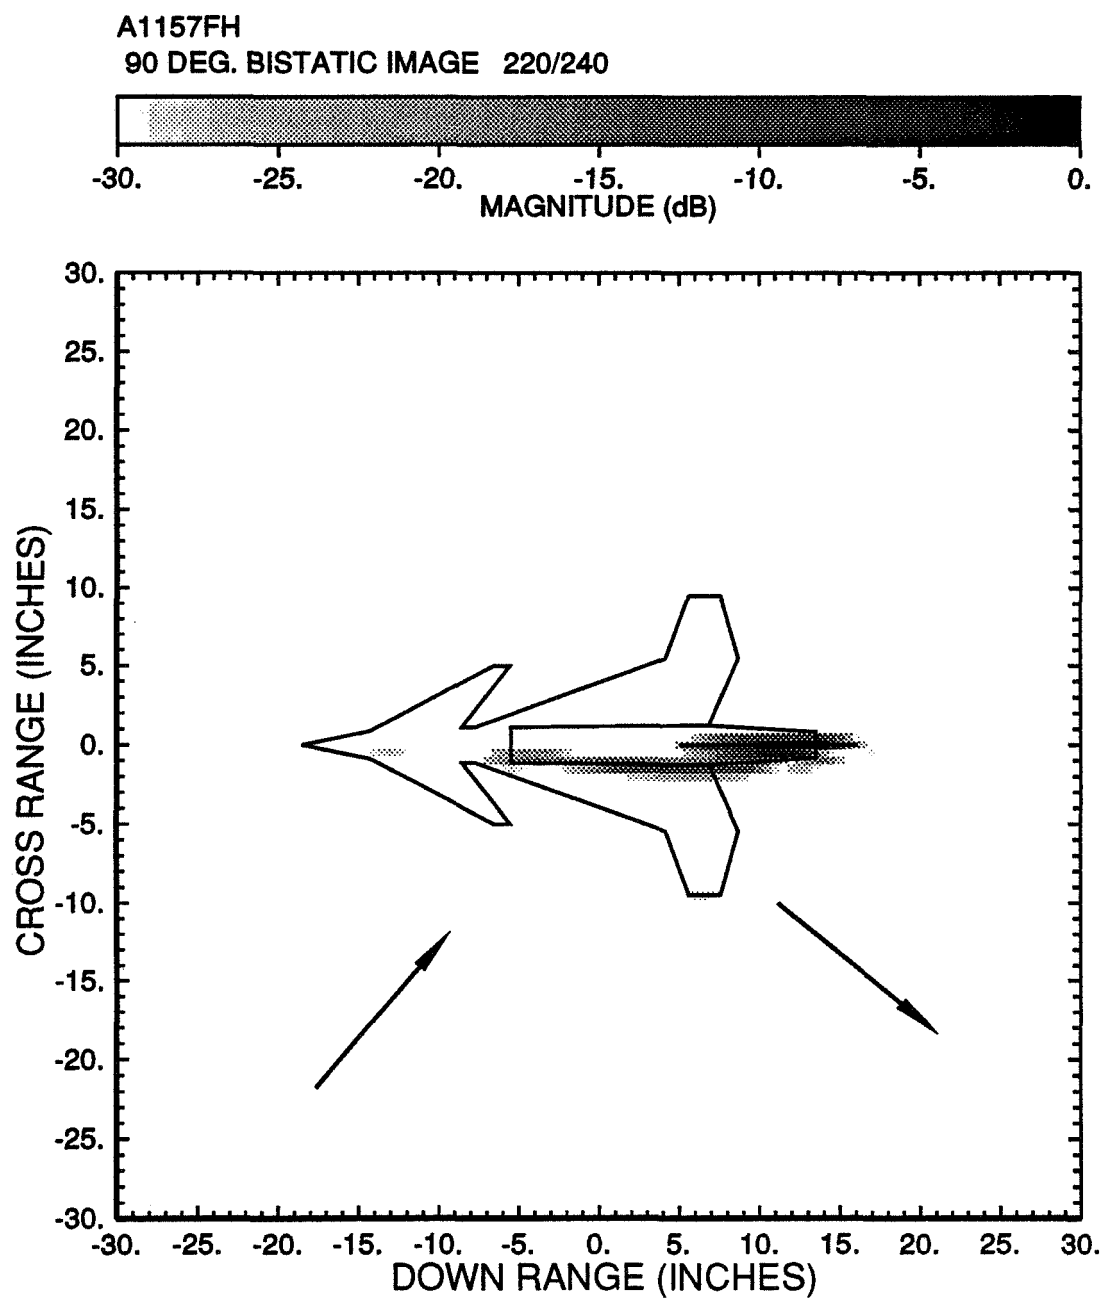 A1157FH
90 DEG. BISTATIC IMAGE 220/240
-30. -25. -20. -15. -10. -5. 0.
MAGNITUDE (dB)
30.
25.
20.
15.
10.
5.
0.
-5.
-10.
-15.
-20.
-25.
-30.
CROSS RANGE (INCHES)
-30. -25. -20. -15. -10. -5. 0. 5. 10. 15. 20. 25. 30.
DOWN RANGE (INCHES)